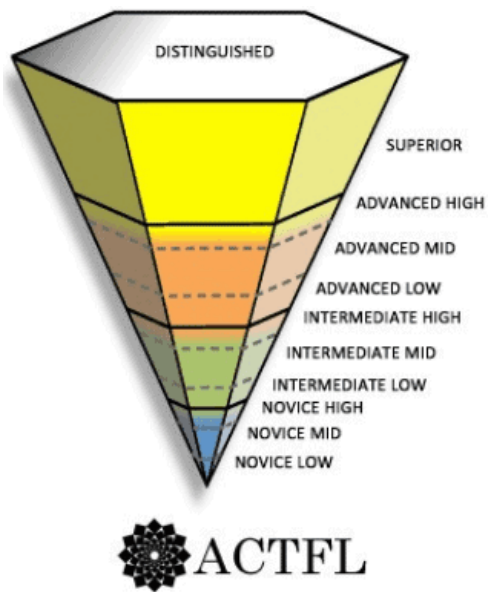 DISTINGUISHED
SUPERIOR
ADVANCED HIGH
ADVANCED MID
ADVANCED LOW
INTERMEDIATE HIGH
INTERMEDIATE MID
INTERMEDIATE LOW
NOVICE HIGH
NOVICE MID
NOVICE LOW
ACTFL